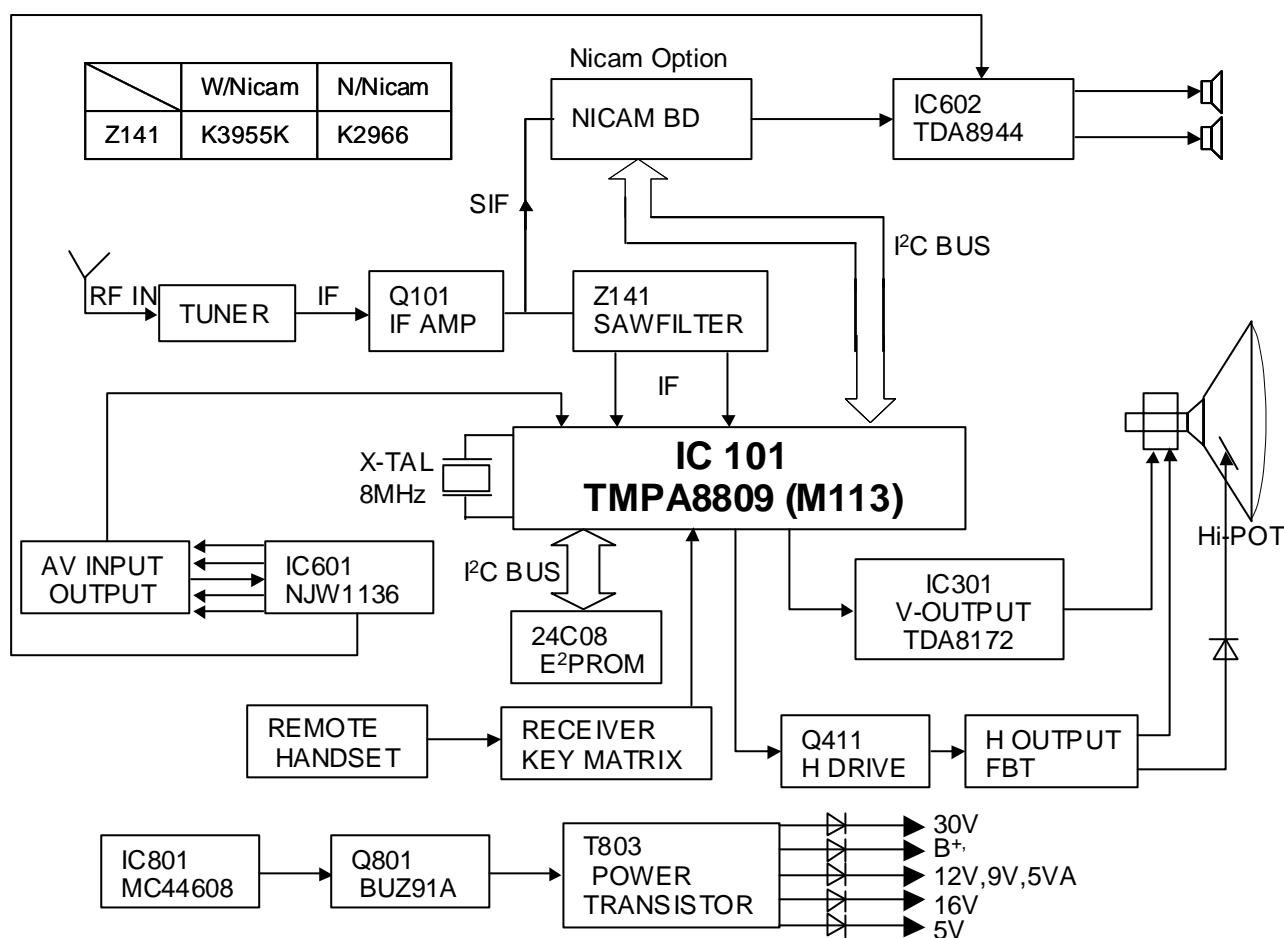 Nicam Option
W/Nicam N/Nicam
Z141 K3955K K2966
NICAM BD
IC602
TDA8944
SIF
I²C BUS
RF IN
TUNER
IF
Q101
IF AMP
Z141
SAWFILTER
IF
X-TAL
8MHz
IC 101
TMPA8809 (M113)
Hi-POT
AV INPUT
OUTPUT
IC601
NJW1136
I²C BUS
24C08
E²PROM
IC301
V-OUTPUT
TDA8172
REMOTE
HANDSET
RECEIVER
KEY MATRIX
Q411
H DRIVE
H OUTPUT
FBT
IC801
MC44608
Q801
BUZ91A
T803
POWER
TRANSISTOR
30V
B⁺,
12V,9V,5VA
16V
5V